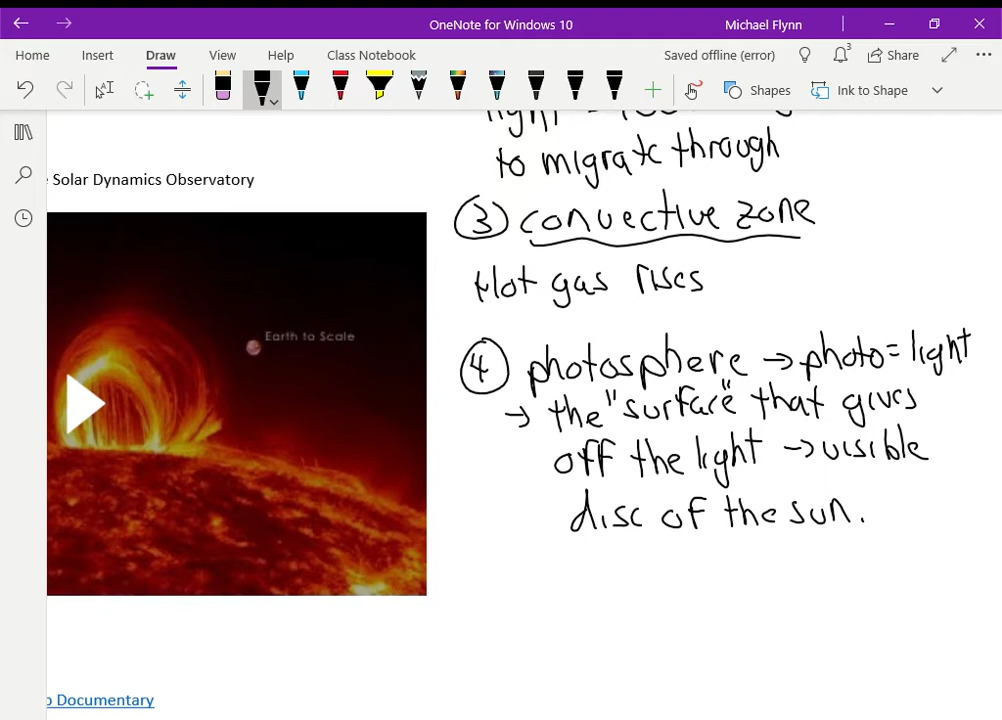 OneNote for Windows 10
Michael Flynn
Home Insert Draw View Help Class Notebook
Saved offline (error)
3
Share
Shapes
Ink to Shape
Solar Dynamics Observatory
Earth to Scale
Documentary
light
to migrate through
3 convective zone
Hot gas rises
4 photosphere → photo = light
→ the "surface" that gives
off the light → visible
disc of the sun.